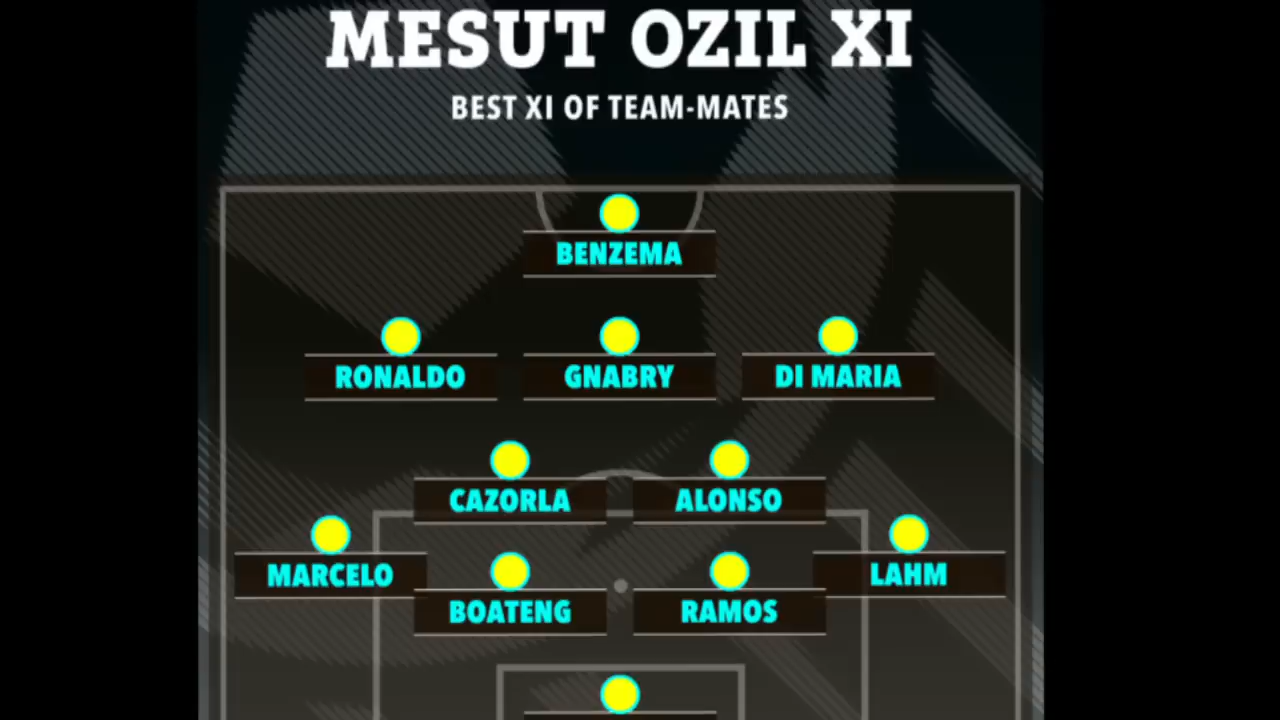 MESUT OZIL XI
BEST XI OF TEAM-MATES
BENZEMA
RONALDO GNABRY DI MARIA
CAZORLA ALONSO
MARCELO LAHM
BOATENG RAMOS